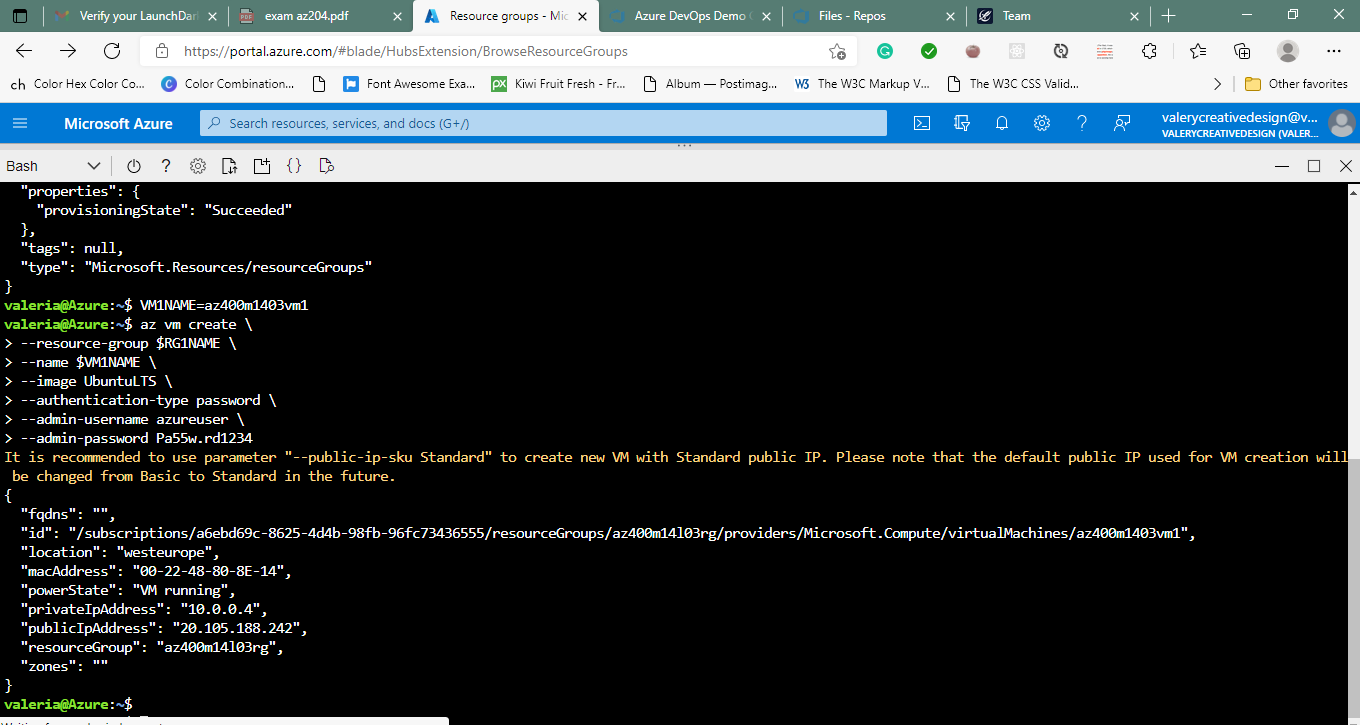 Verify your LaunchDar
exam az204.pdf
Resource groups - Mic
Azure DevOps Demo G
Files - Repos
Team
https://portal.azure.com/#blade/HubsExtension/BrowseResourceGroups
ch Color Hex Color Co...
Color Combination...
Font Awesome Exa...
Kiwi Fruit Fresh - Fr...
Album — Postimag...
The W3C Markup V...
The W3C CSS Valid...
Other favorites
Microsoft Azure
Search resources, services, and docs (G+/)
valerycreativedesign@v...
VALERYCREATIVEDESIGN (VALER...
Bash
"properties": {
"provisioningState": "Succeeded"
},
"tags": null,
"type": "Microsoft.Resources/resourceGroups"
}
valeria@Azure:~$ VM1NAME=az400m1403vm1
valeria@Azure:~$ az vm create \
> --resource-group $RG1NAME \
> --name $VM1NAME \
> --image UbuntuLTS \
> --authentication-type password \
> --admin-username azureuser \
> --admin-password Pa55w.rd1234
It is recommended to use parameter "--public-ip-sku Standard" to create new VM with Standard public IP. Please note that the default public IP used for VM creation will
be changed from Basic to Standard in the future.
{
"fqdns": "",
"id": "/subscriptions/a6ebd69c-8625-4d4b-98fb-96fc73436555/resourceGroups/az400m14l03rg/providers/Microsoft.Compute/virtualMachines/az400m1403vm1",
"location": "westeurope",
"macAddress": "00-22-48-80-8E-14",
"powerState": "VM running",
"privateIpAddress": "10.0.0.4",
"publicIpAddress": "20.105.188.242",
"resourceGroup": "az400m14l03rg",
"zones": ""
}
valeria@Azure:~$